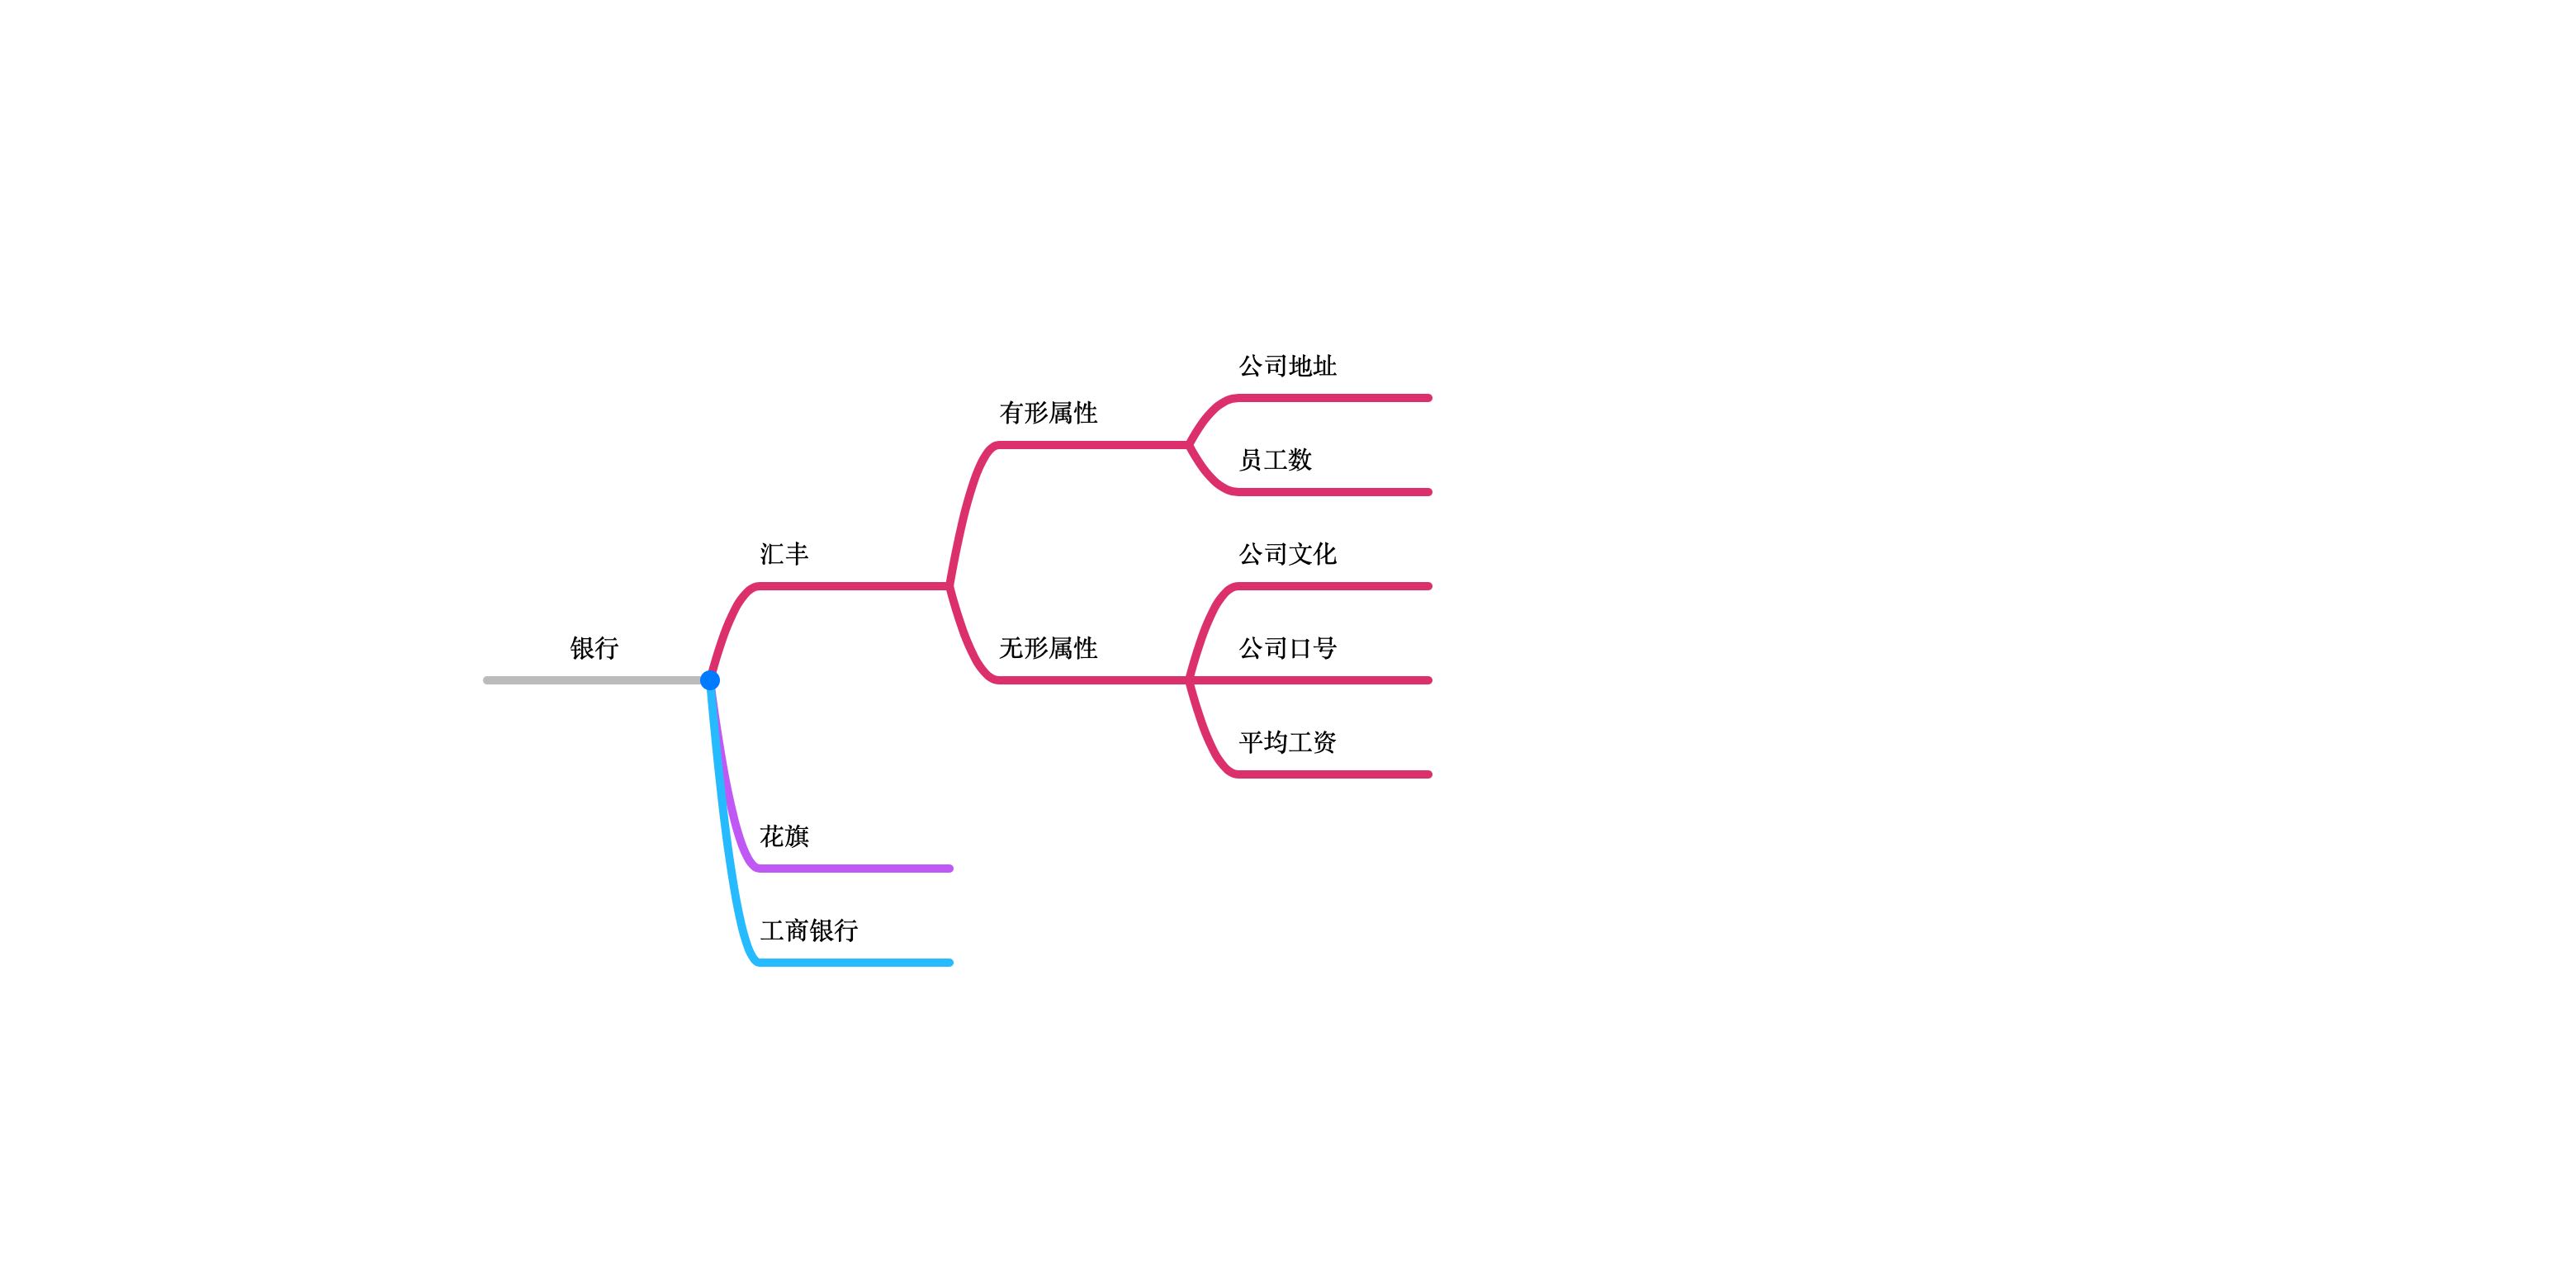 公司地址
有形属性
员工数
汇丰
公司文化
银行
无形属性
公司口号
平均工资
花旗
工商银行